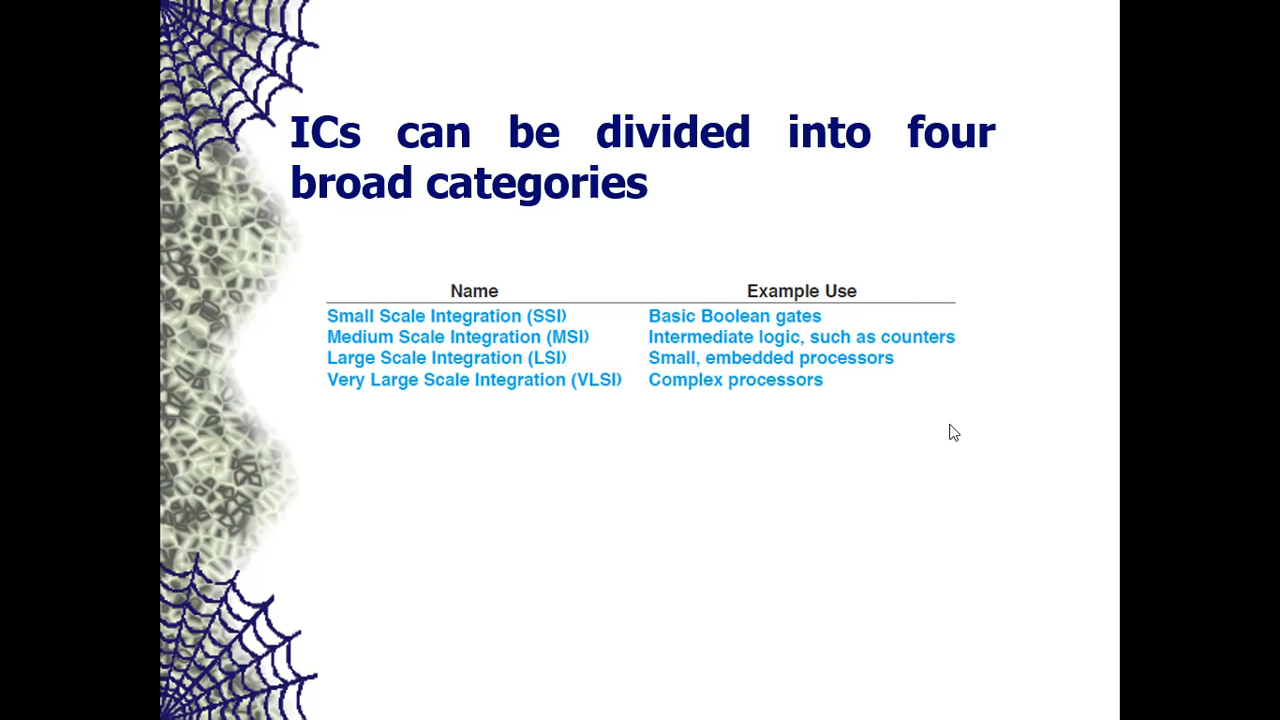 ICs can be divided into four
broad categories
Name Example Use
Small Scale Integration (SSI) Basic Boolean gates
Medium Scale Integration (MSI) Intermediate logic, such as counters
Large Scale Integration (LSI) Small, embedded processors
Very Large Scale Integration (VLSI) Complex processors